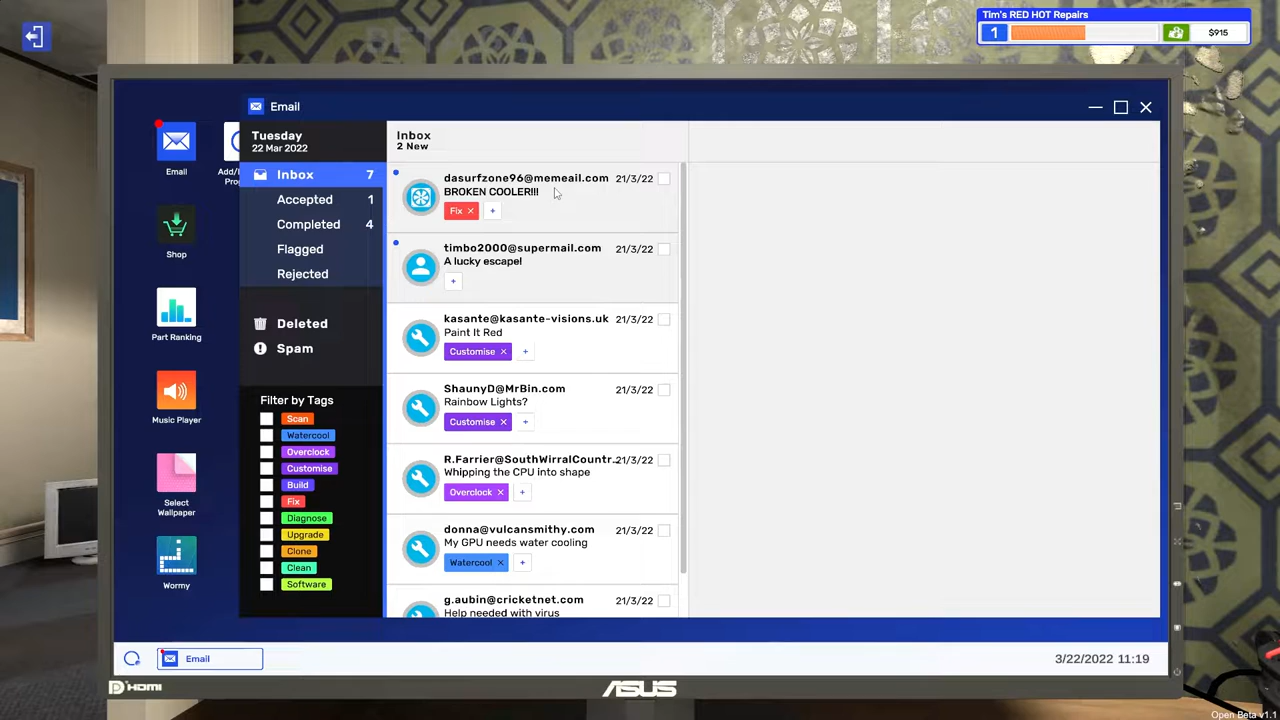 Tim's RED HOT Repairs
1
$915
Email
Tuesday
22 Mar 2022
Inbox 7
Accepted 1
Completed 4
Flagged
Rejected
Deleted
Spam
Filter by Tags
Scan
Watercool
Overclock
Customise
Build
Fix
Diagnose
Upgrade
Clone
Clean
Software
Inbox
2 New
dasurfzone96@memeail.com 21/3/22
BROKEN COOLER!!!
Fix × +
timbo2000@supermail.com 21/3/22
A lucky escape!
+
kasante@kasante-visions.uk 21/3/22
Paint It Red
Customise × +
ShaunyD@MrBin.com 21/3/22
Rainbow Lights?
Customise × +
R.Farrier@SouthWirralCountr... 21/3/22
Whipping the CPU into shape
Overclock × +
donna@vulcansmithy.com 21/3/22
My GPU needs water cooling
Watercool × +
g.aubin@cricketnet.com 21/3/22
Help needed with virus
Email
Add/
Prog
Shop
Part Ranking
Music Player
Select
Wallpaper
Wormy
Email
3/22/2022 11:19
HDMI
ASUS
Open Beta v1.1